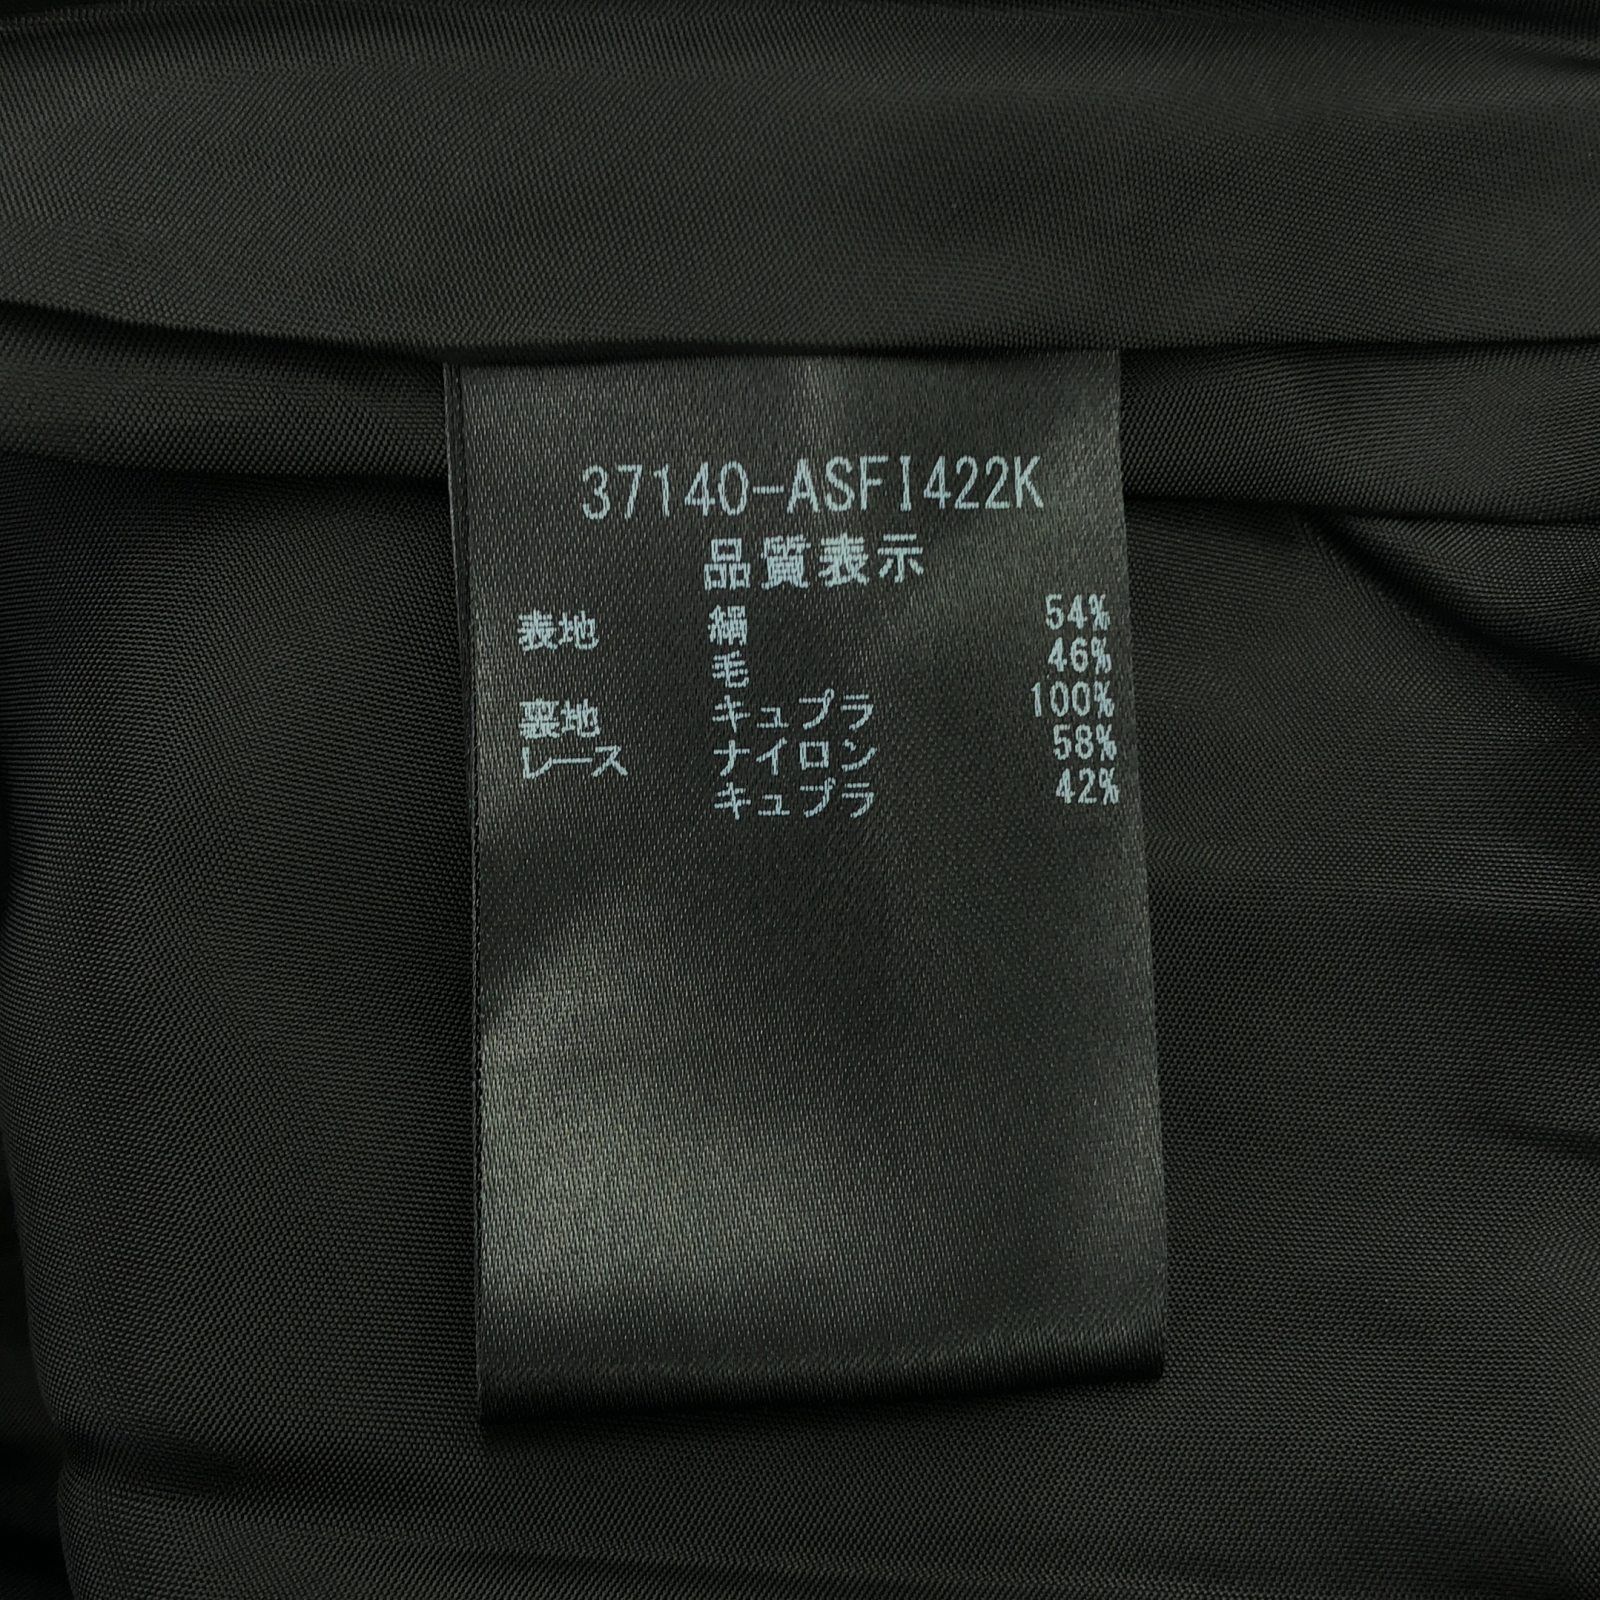 37140-ASFI422K
品質表示
表地 絹 54%
毛 46%
裏地 キュプラ 100%
レース ナイロン 58%
キュプラ 42%